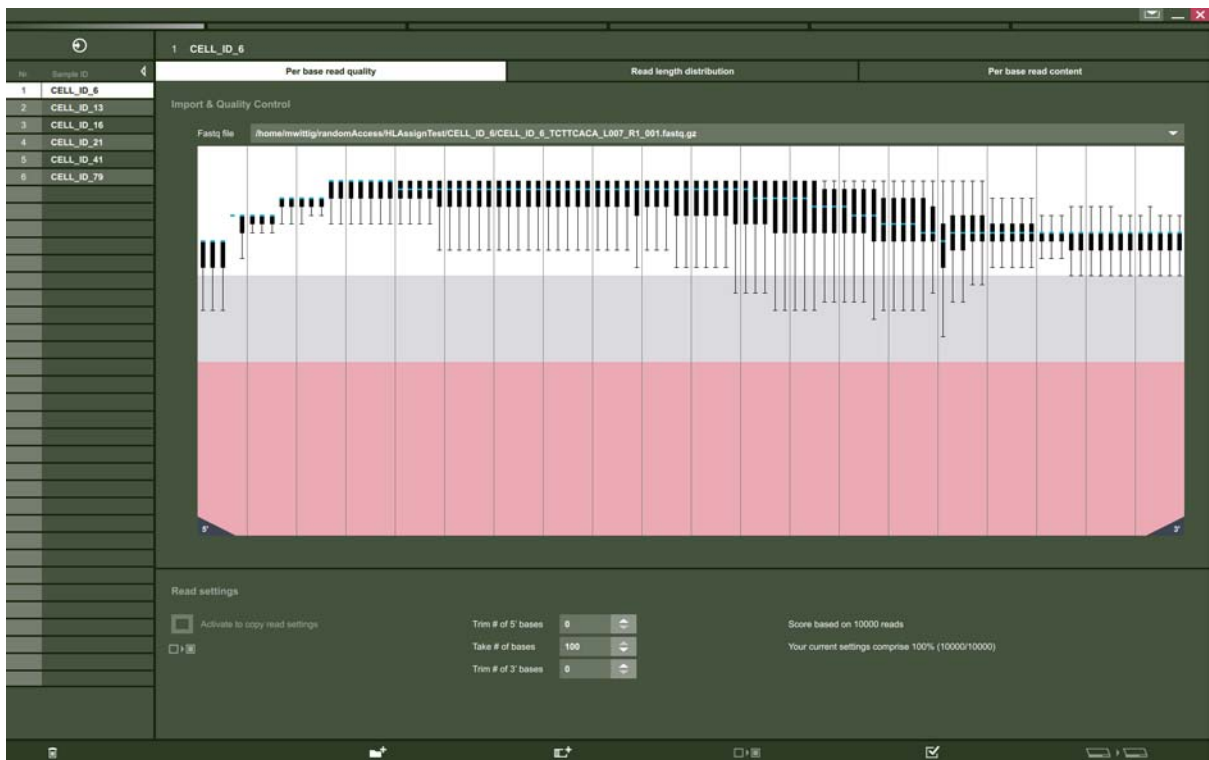 1 CELL_ID_6
Nr Sample ID
1 CELL_ID_6
2 CELL_ID_13
3 CELL_ID_16
4 CELL_ID_21
5 CELL_ID_41
6 CELL_ID_79
Per base read quality Read length distribution Per base read content
Import & Quality Control
Fastq file /home/mwittig/randomAccess/HLAssignTest/CELL_ID_6/CELL_ID_6_TCTTCACA_L007_R1_001.fastq.gz
5' 3'
Read settings
Activate to copy read settings
Trim # of 5' bases 0
Take # of bases 100
Trim # of 3' bases 0
Score based on 10000 reads
Your current settings comprise 100% (10000/10000)